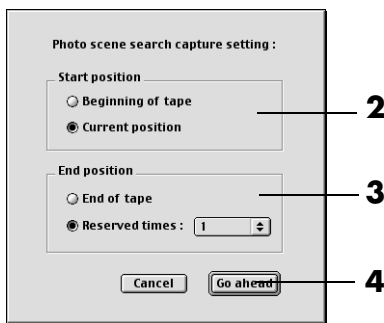 Photo scene search capture setting :
Start position
Beginning of tape
Current position
2
End position
End of tape
3
Reserved times : 1
Cancel Go ahead 4